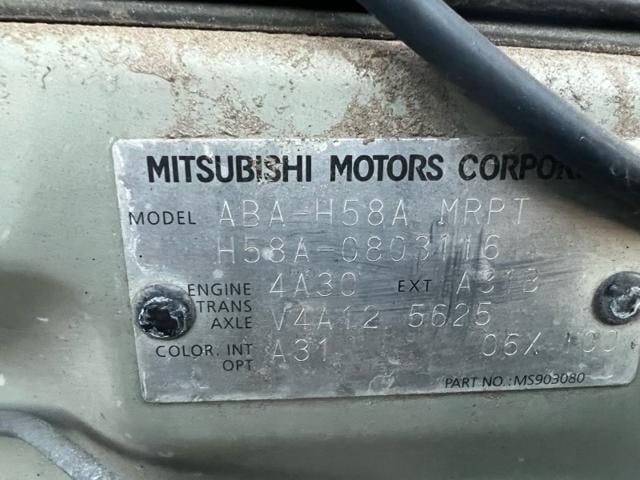 MITSUBISHI MOTORS CORPOR
MODEL ABA-H58A MRPT
H58A-0803116
ENGINE 4A30 EXT A31B
TRANS AXLE V4A12 5625
COLOR. INT A31
OPT
PART NO.: MS903080